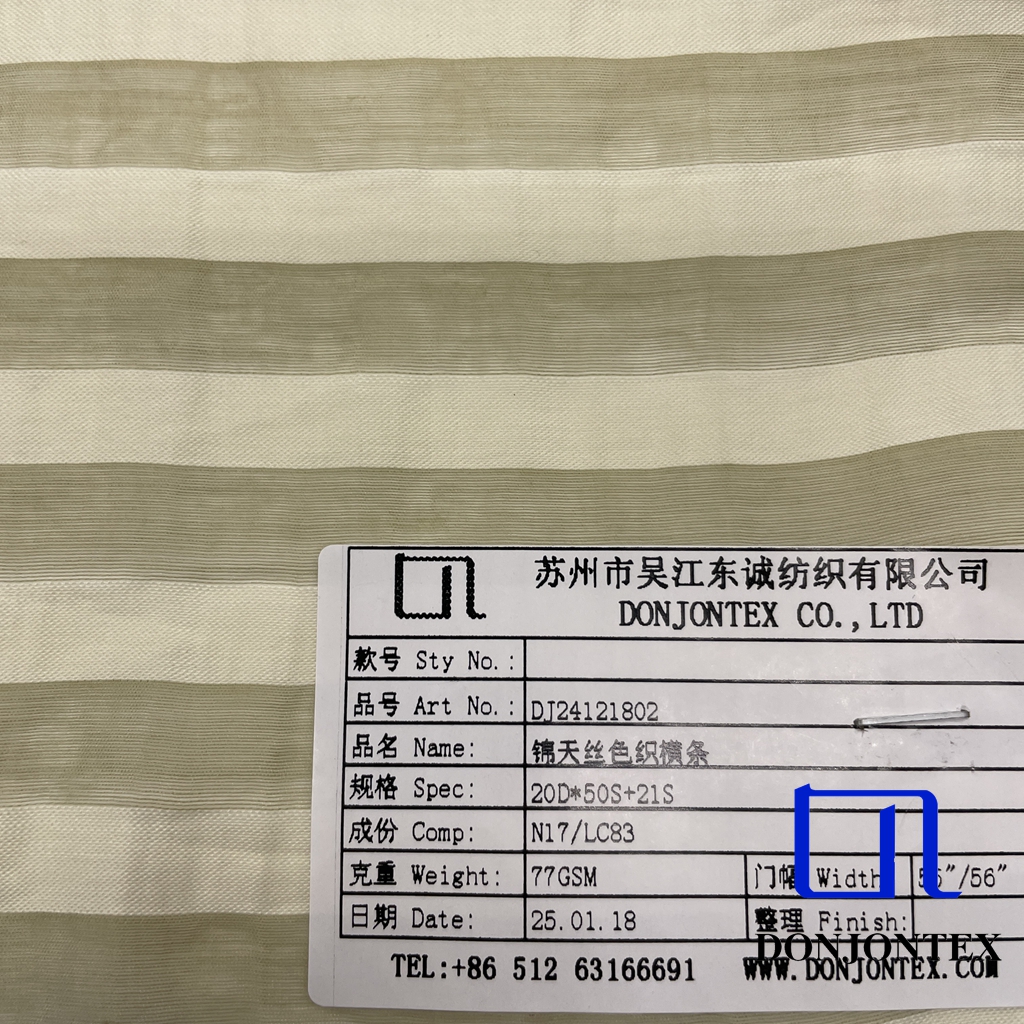 苏州市吴江东诚纺织有限公司
DONJONTEX CO.,LTD
款号 Sty No.:
品号 Art No.: DJ24121802
品名 Name: 锦天丝色织横条
规格 Spec: 20D*50S+21S
成份 Comp: N17/LC83
克重 Weight: 77GSM 门幅 Width /56"
日期 Date: 25.01.18 整理 Finish:
DONJONTEX
TEL:+86 512 63166691 WWW.DONJONTEX.COM